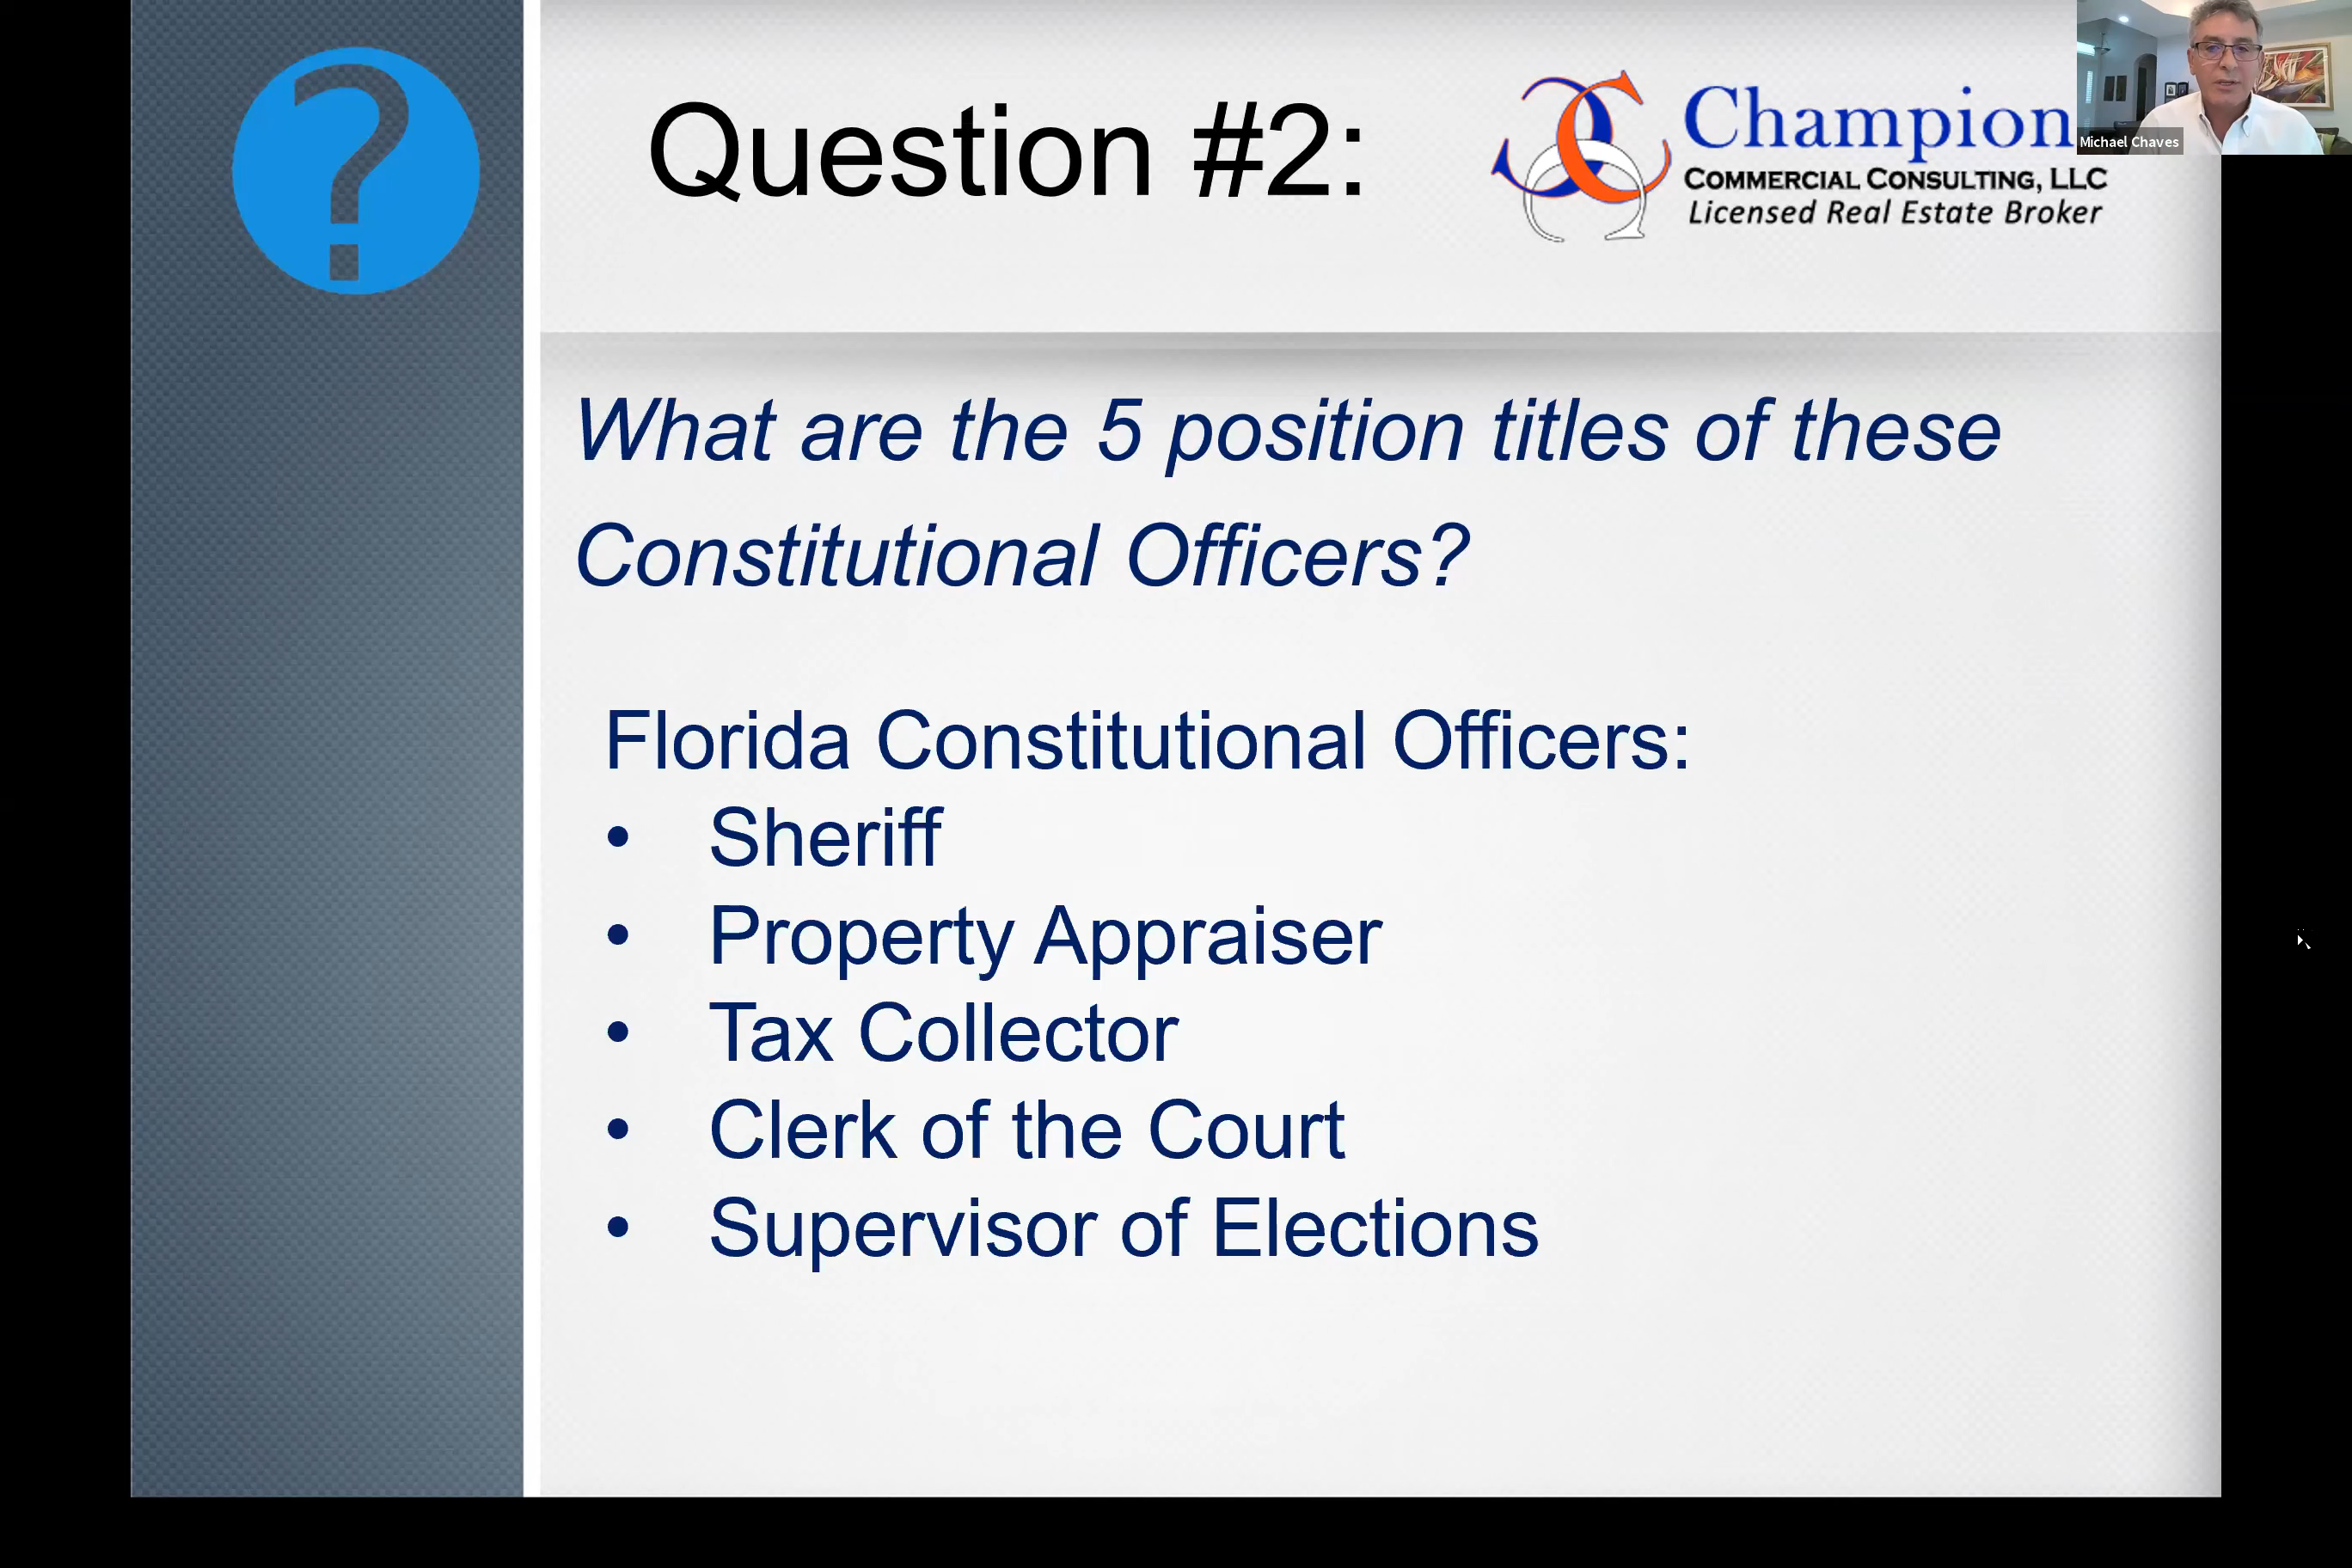 ?
Question #2:
Champion
COMMERCIAL CONSULTING, LLC
Licensed Real Estate Broker
Michael Chaves
What are the 5 position titles of these
Constitutional Officers?
Florida Constitutional Officers:
• Sheriff
• Property Appraiser
• Tax Collector
• Clerk of the Court
• Supervisor of Elections